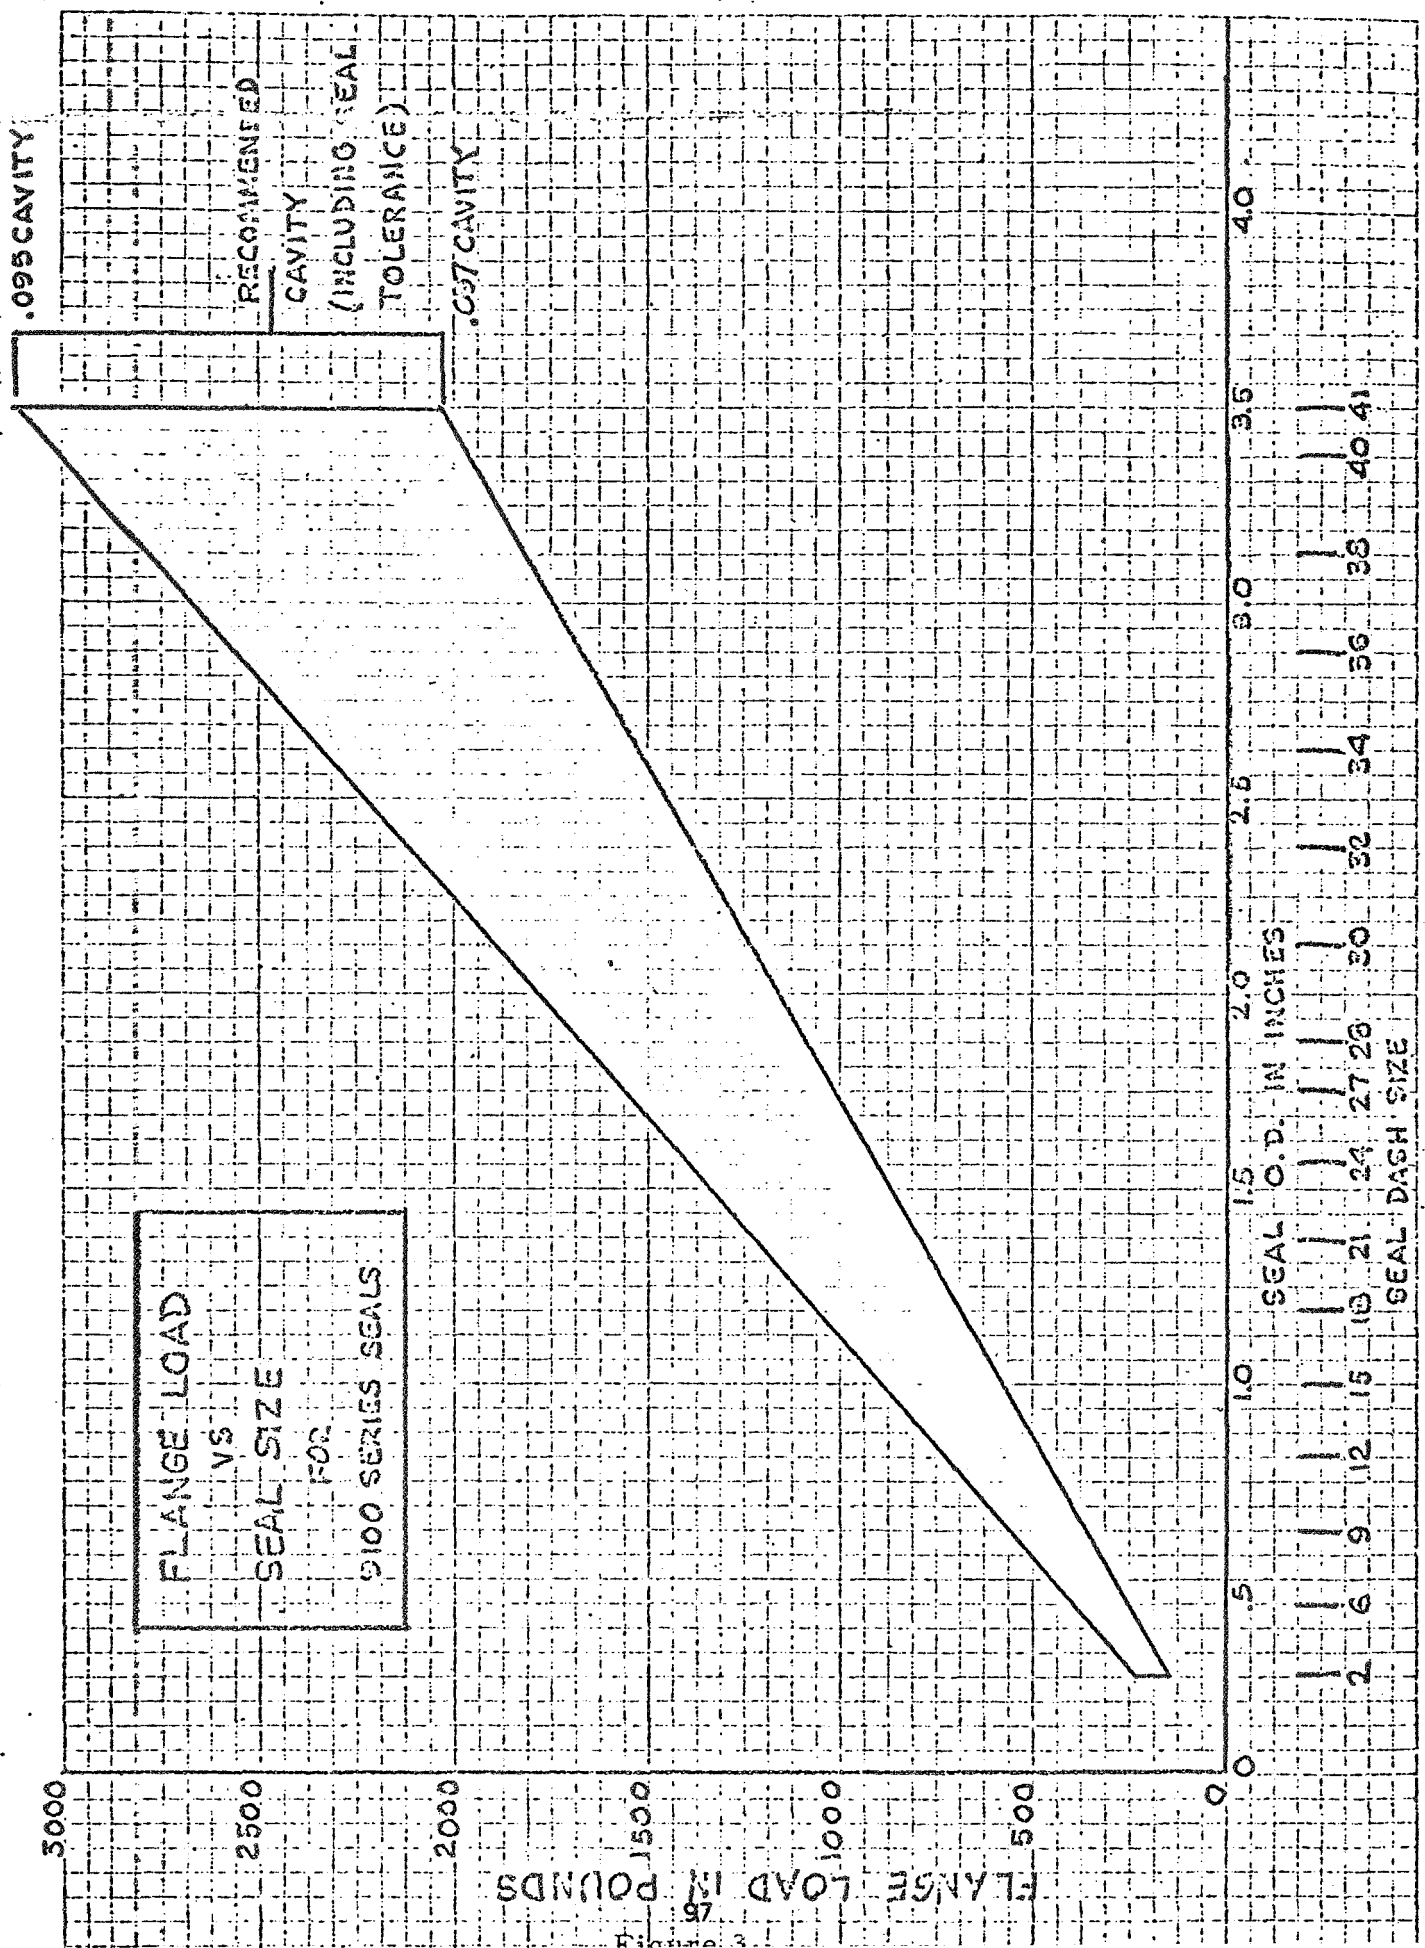 FLANGE LOAD
VS
SEAL SIZE
FOR
9100 SERIES SEALS
.095 CAVITY
RECOMMENDED
CAVITY
(INCLUDING SEAL
TOLERANCE)
CAVITY
FLANGE LOAD IN POUNDS
3000
2500
2000
1500
1000
500
0
0 .5 1.0 1.5 2.0 2.5 3.0 3.5 4.0
SEAL O.D. IN INCHES
2 6 9 12 15 18 21 24 27 28 30 32 34 36 38 40 41
SEAL DASH SIZE
Figure 3